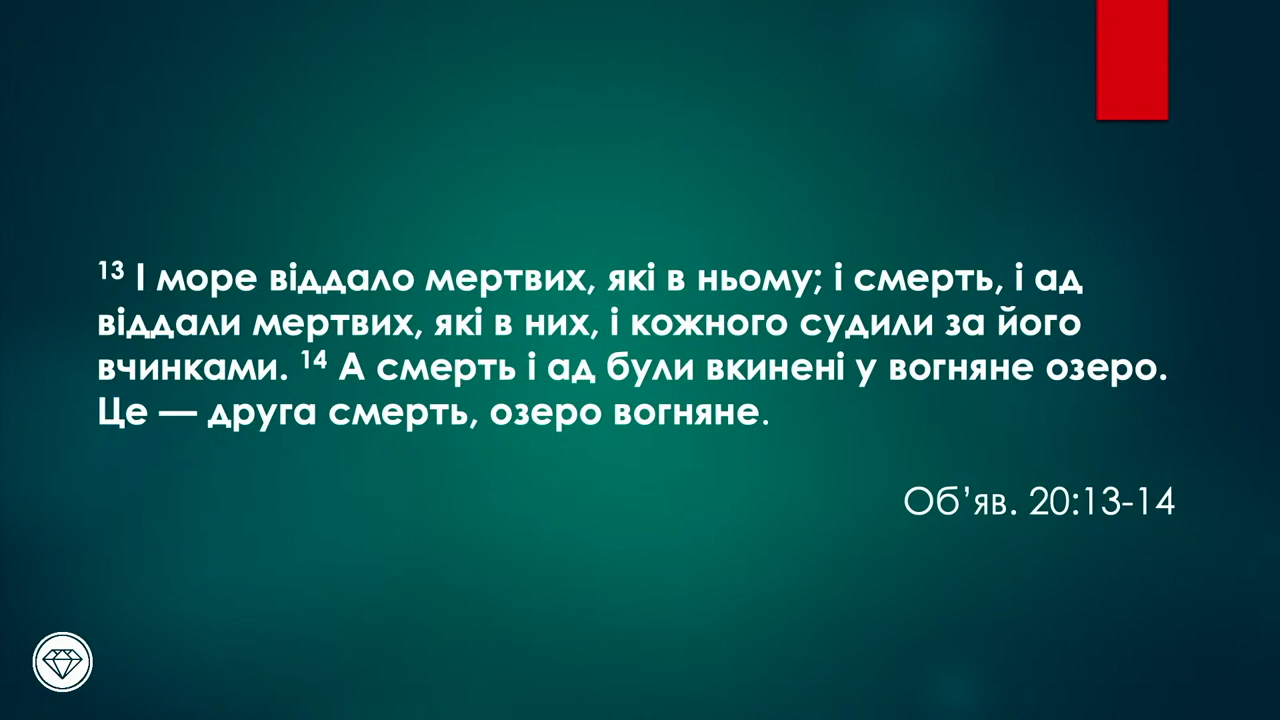 ¹³ І море віддало мертвих, які в ньому; і смерть, і ад
віддали мертвих, які в них, і кожного судили за його
вчинками. ¹⁴ А смерть і ад були вкинені у вогняне озеро.
Це — друга смерть, озеро вогняне.
Об’яв. 20:13-14